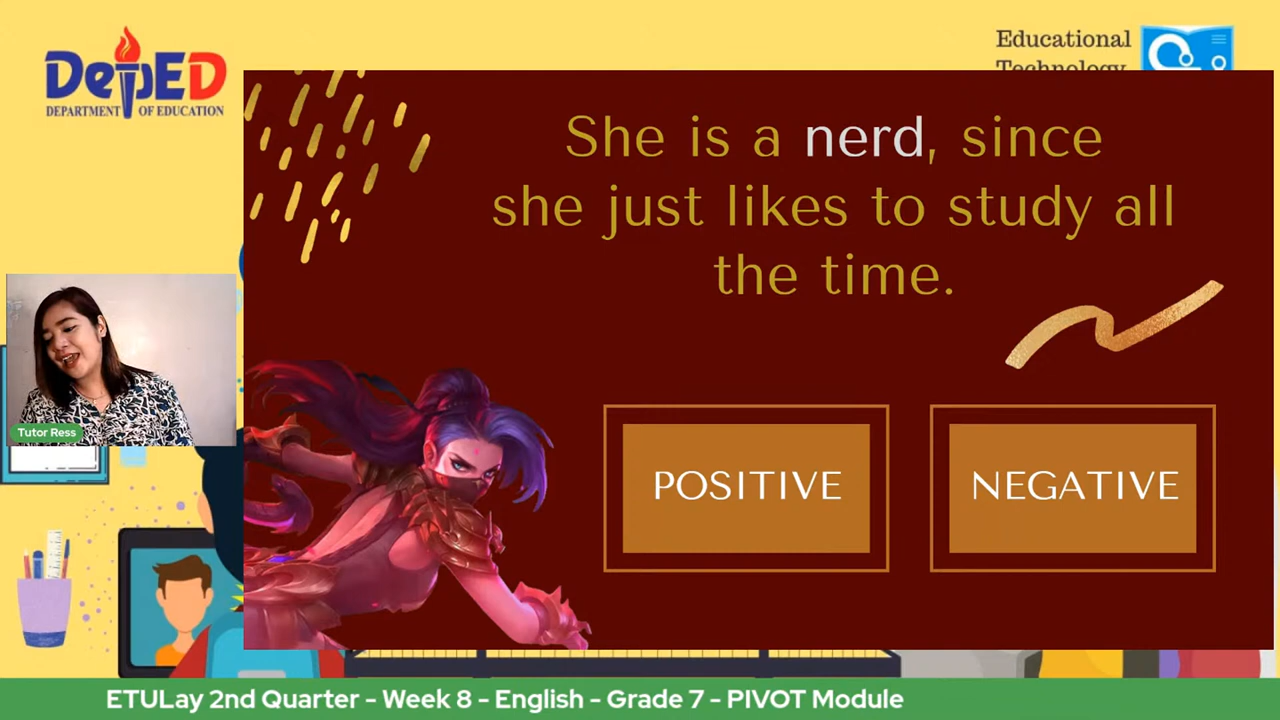 DepED
DEPARTMENT OF EDUCATION
Educational
Technology
She is a nerd, since
she just likes to study all
the time.
POSITIVE
NEGATIVE
Tutor Ress
ETULay 2nd Quarter - Week 8 - English - Grade 7 - PIVOT Module